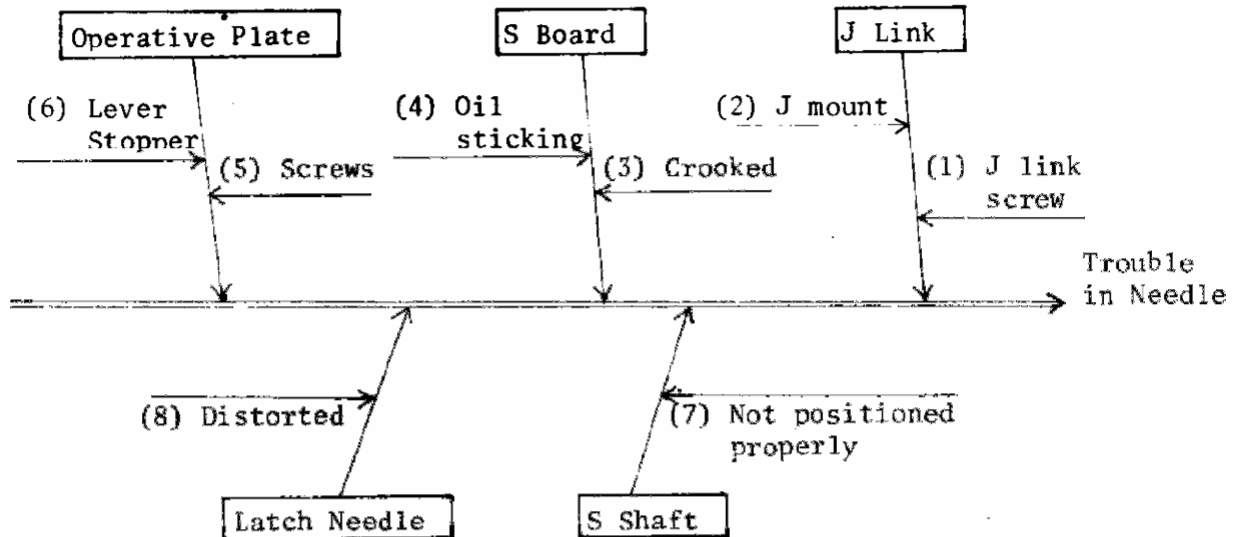 Operative Plate
S Board
J Link
(6) Lever
Stopper
(5) Screws
(4) Oil
sticking
(3) Crooked
(2) J mount
(1) J link
screw
Trouble
in Needle
(8) Distorted
(7) Not positioned
properly
Latch Needle
S Shaft